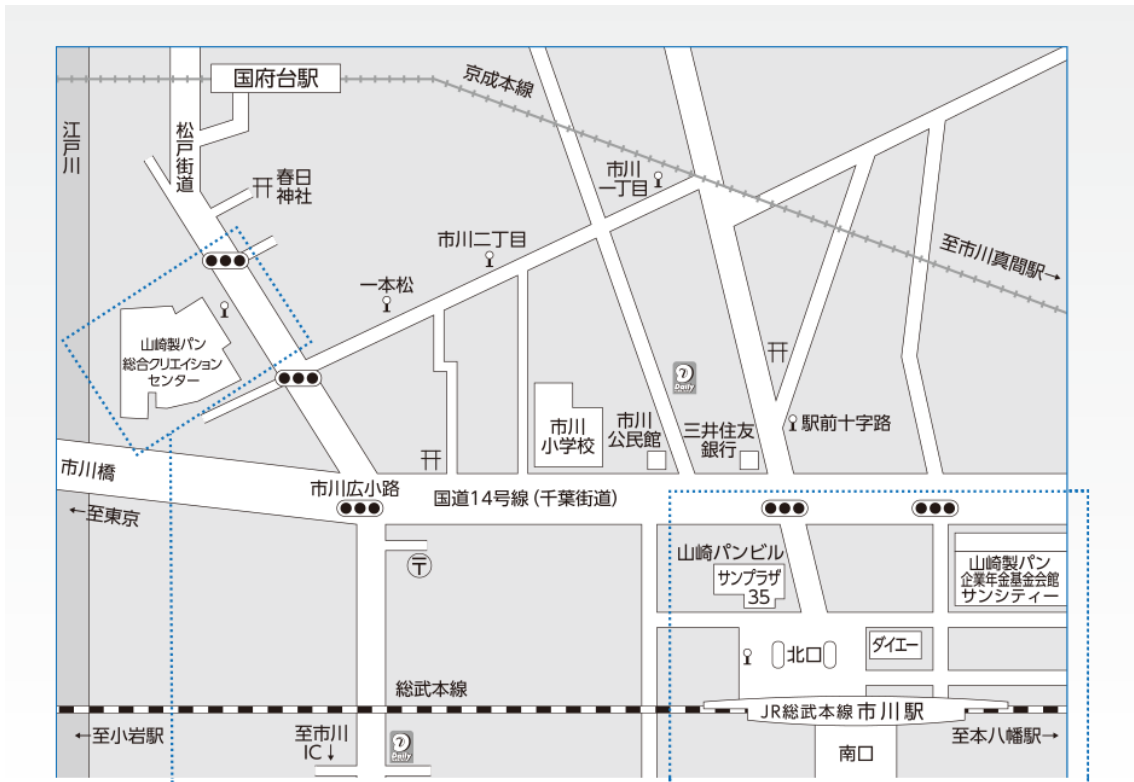 国府台駅
京成本線
江戸川
松戸街道
春日
神社
市川
一丁目
市川二丁目
至市川真間駅→
一本松
山崎製パン
総合クリエイション
センター
Daily
市川
小学校
市川
公民館
三井住友
銀行
駅前十字路
市川橋
市川広小路
国道14号線(千葉街道)
←至東京
山崎パンビル
サンプラザ
35
山崎製パン
企業年金基金会館
サンシティー
〒
北口
ダイエー
総武本線
JR総武本線市川駅
←至小岩駅
至市川
IC↓
Daily
南口
至本八幡駅→